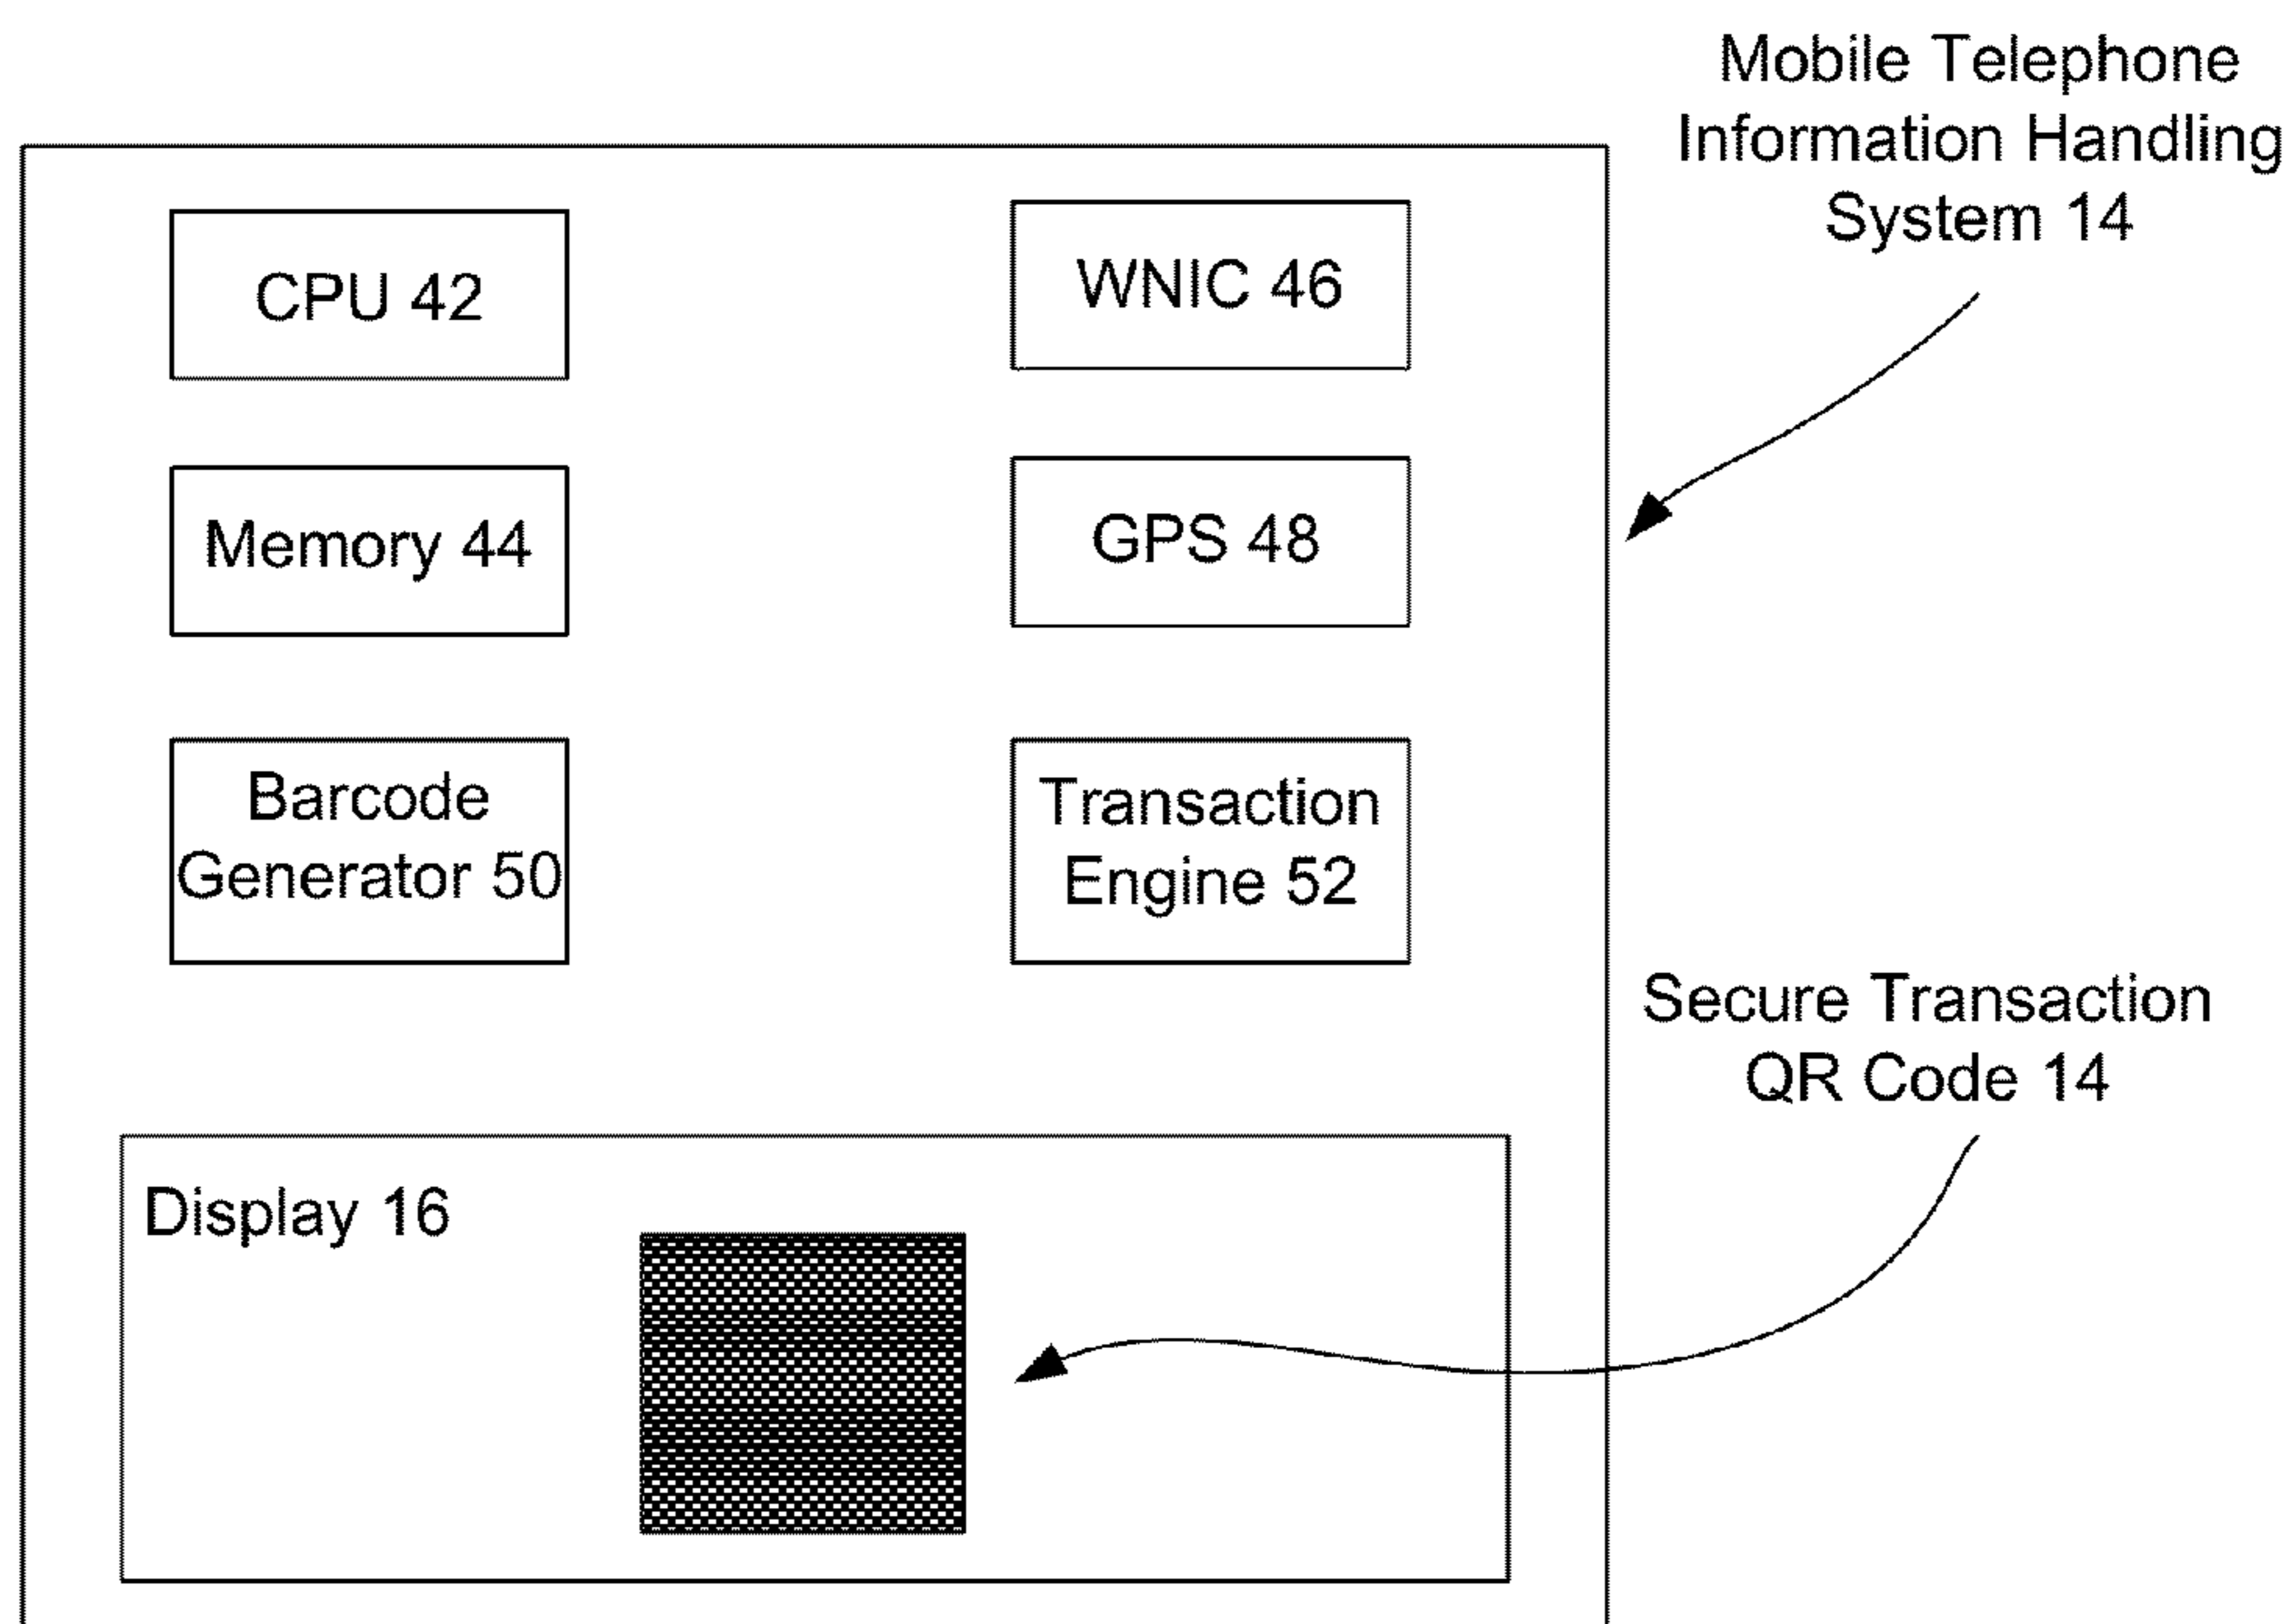 Mobile Telephone
Information Handling
System 14
CPU 42
WNIC 46
Memory 44
GPS 48
Barcode
Generator 50
Transaction
Engine 52
Secure Transaction
QR Code 14
Display 16